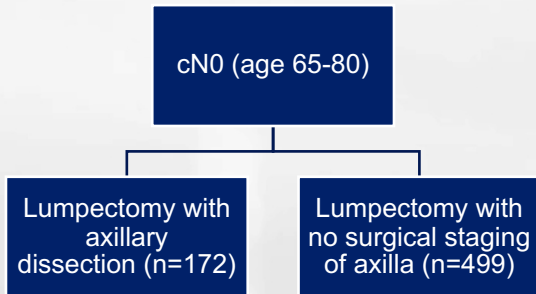 cN0 (age 65-80)
Lumpectomy with
axillary
dissection (n=172)
Lumpectomy with
no surgical staging
of axilla (n=499)